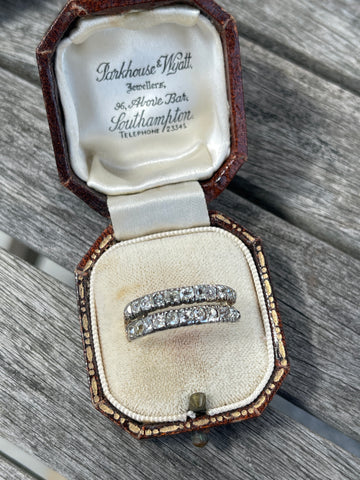 Parkhouse & Wyatt,
Jewellers,
96, Above Bar,
Southampton
TELEPHONE 23345